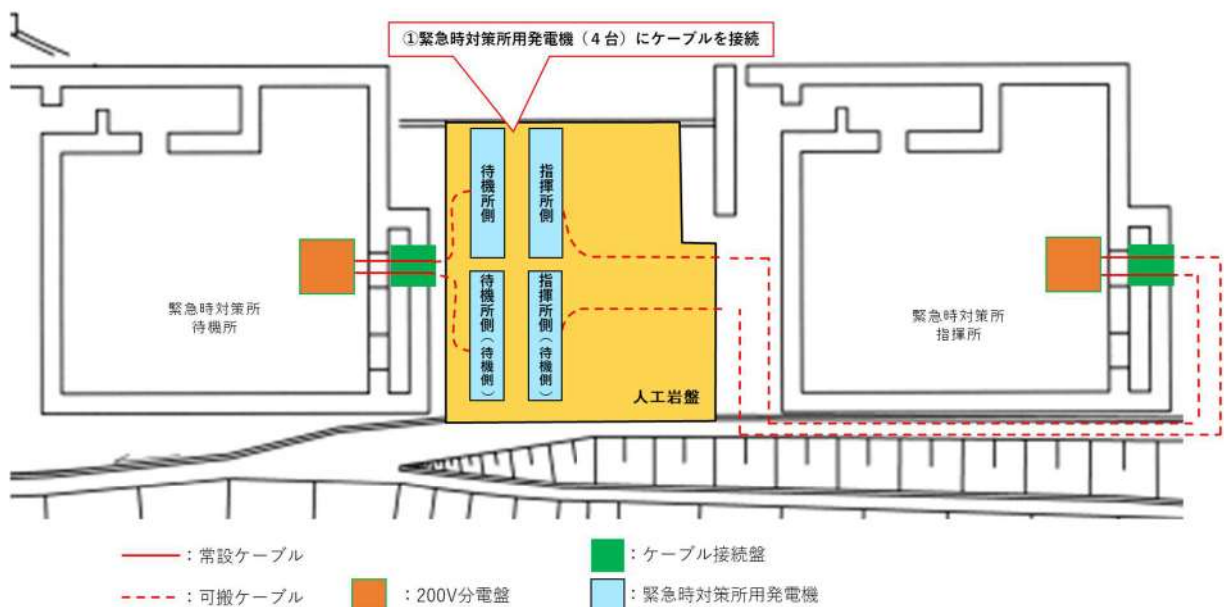 ①緊急時対策所用発電機（４台）にケーブルを接続
待機所側
指揮所側
待機所側（待機側）
指揮所側（待機側）
緊急時対策所
待機所
緊急時対策所
指揮所
人工岩盤
：常設ケーブル
：ケーブル接続盤
：可搬ケーブル
：200V分電盤
：緊急時対策所用発電機